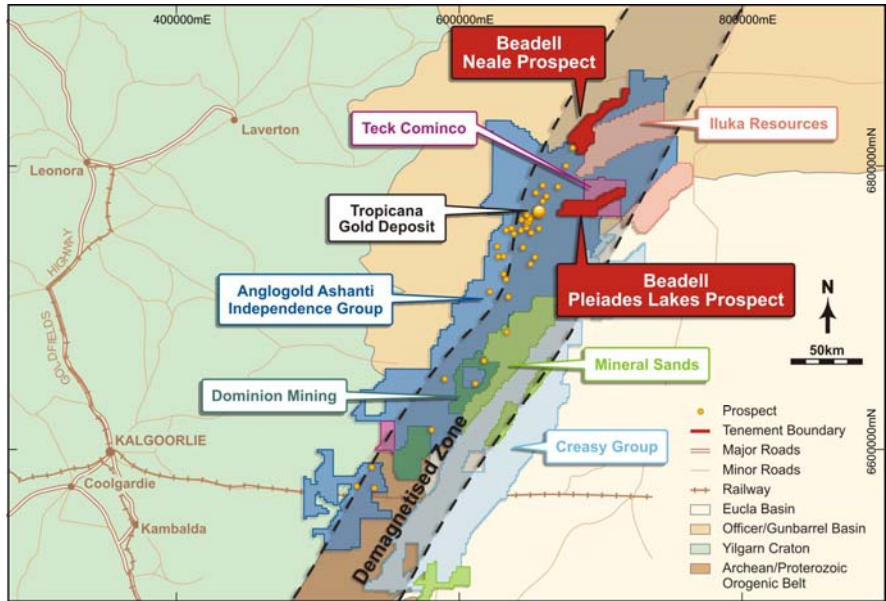 400000mE
600000mE
800000mE
Beadell
Neale Prospect
Laverton
Teck Cominco
Iluka Resources
Leonora
6800000mN
Tropicana
Gold Deposit
HIGHWAY
GOLDFIELDS
Anglogold Ashanti
Independence Group
Beadell
Pleiades Lakes Prospect
N
50km
Mineral Sands
Dominion Mining
Creasy Group
Demagnetised Zone
KALGOORLIE
Coolgardie
Kambalda
6600000mN
Prospect
Tenement Boundary
Major Roads
Minor Roads
Railway
Eucla Basin
Officer/Gunbarrel Basin
Yilgarn Craton
Archean/Proterozoic
Orogenic Belt